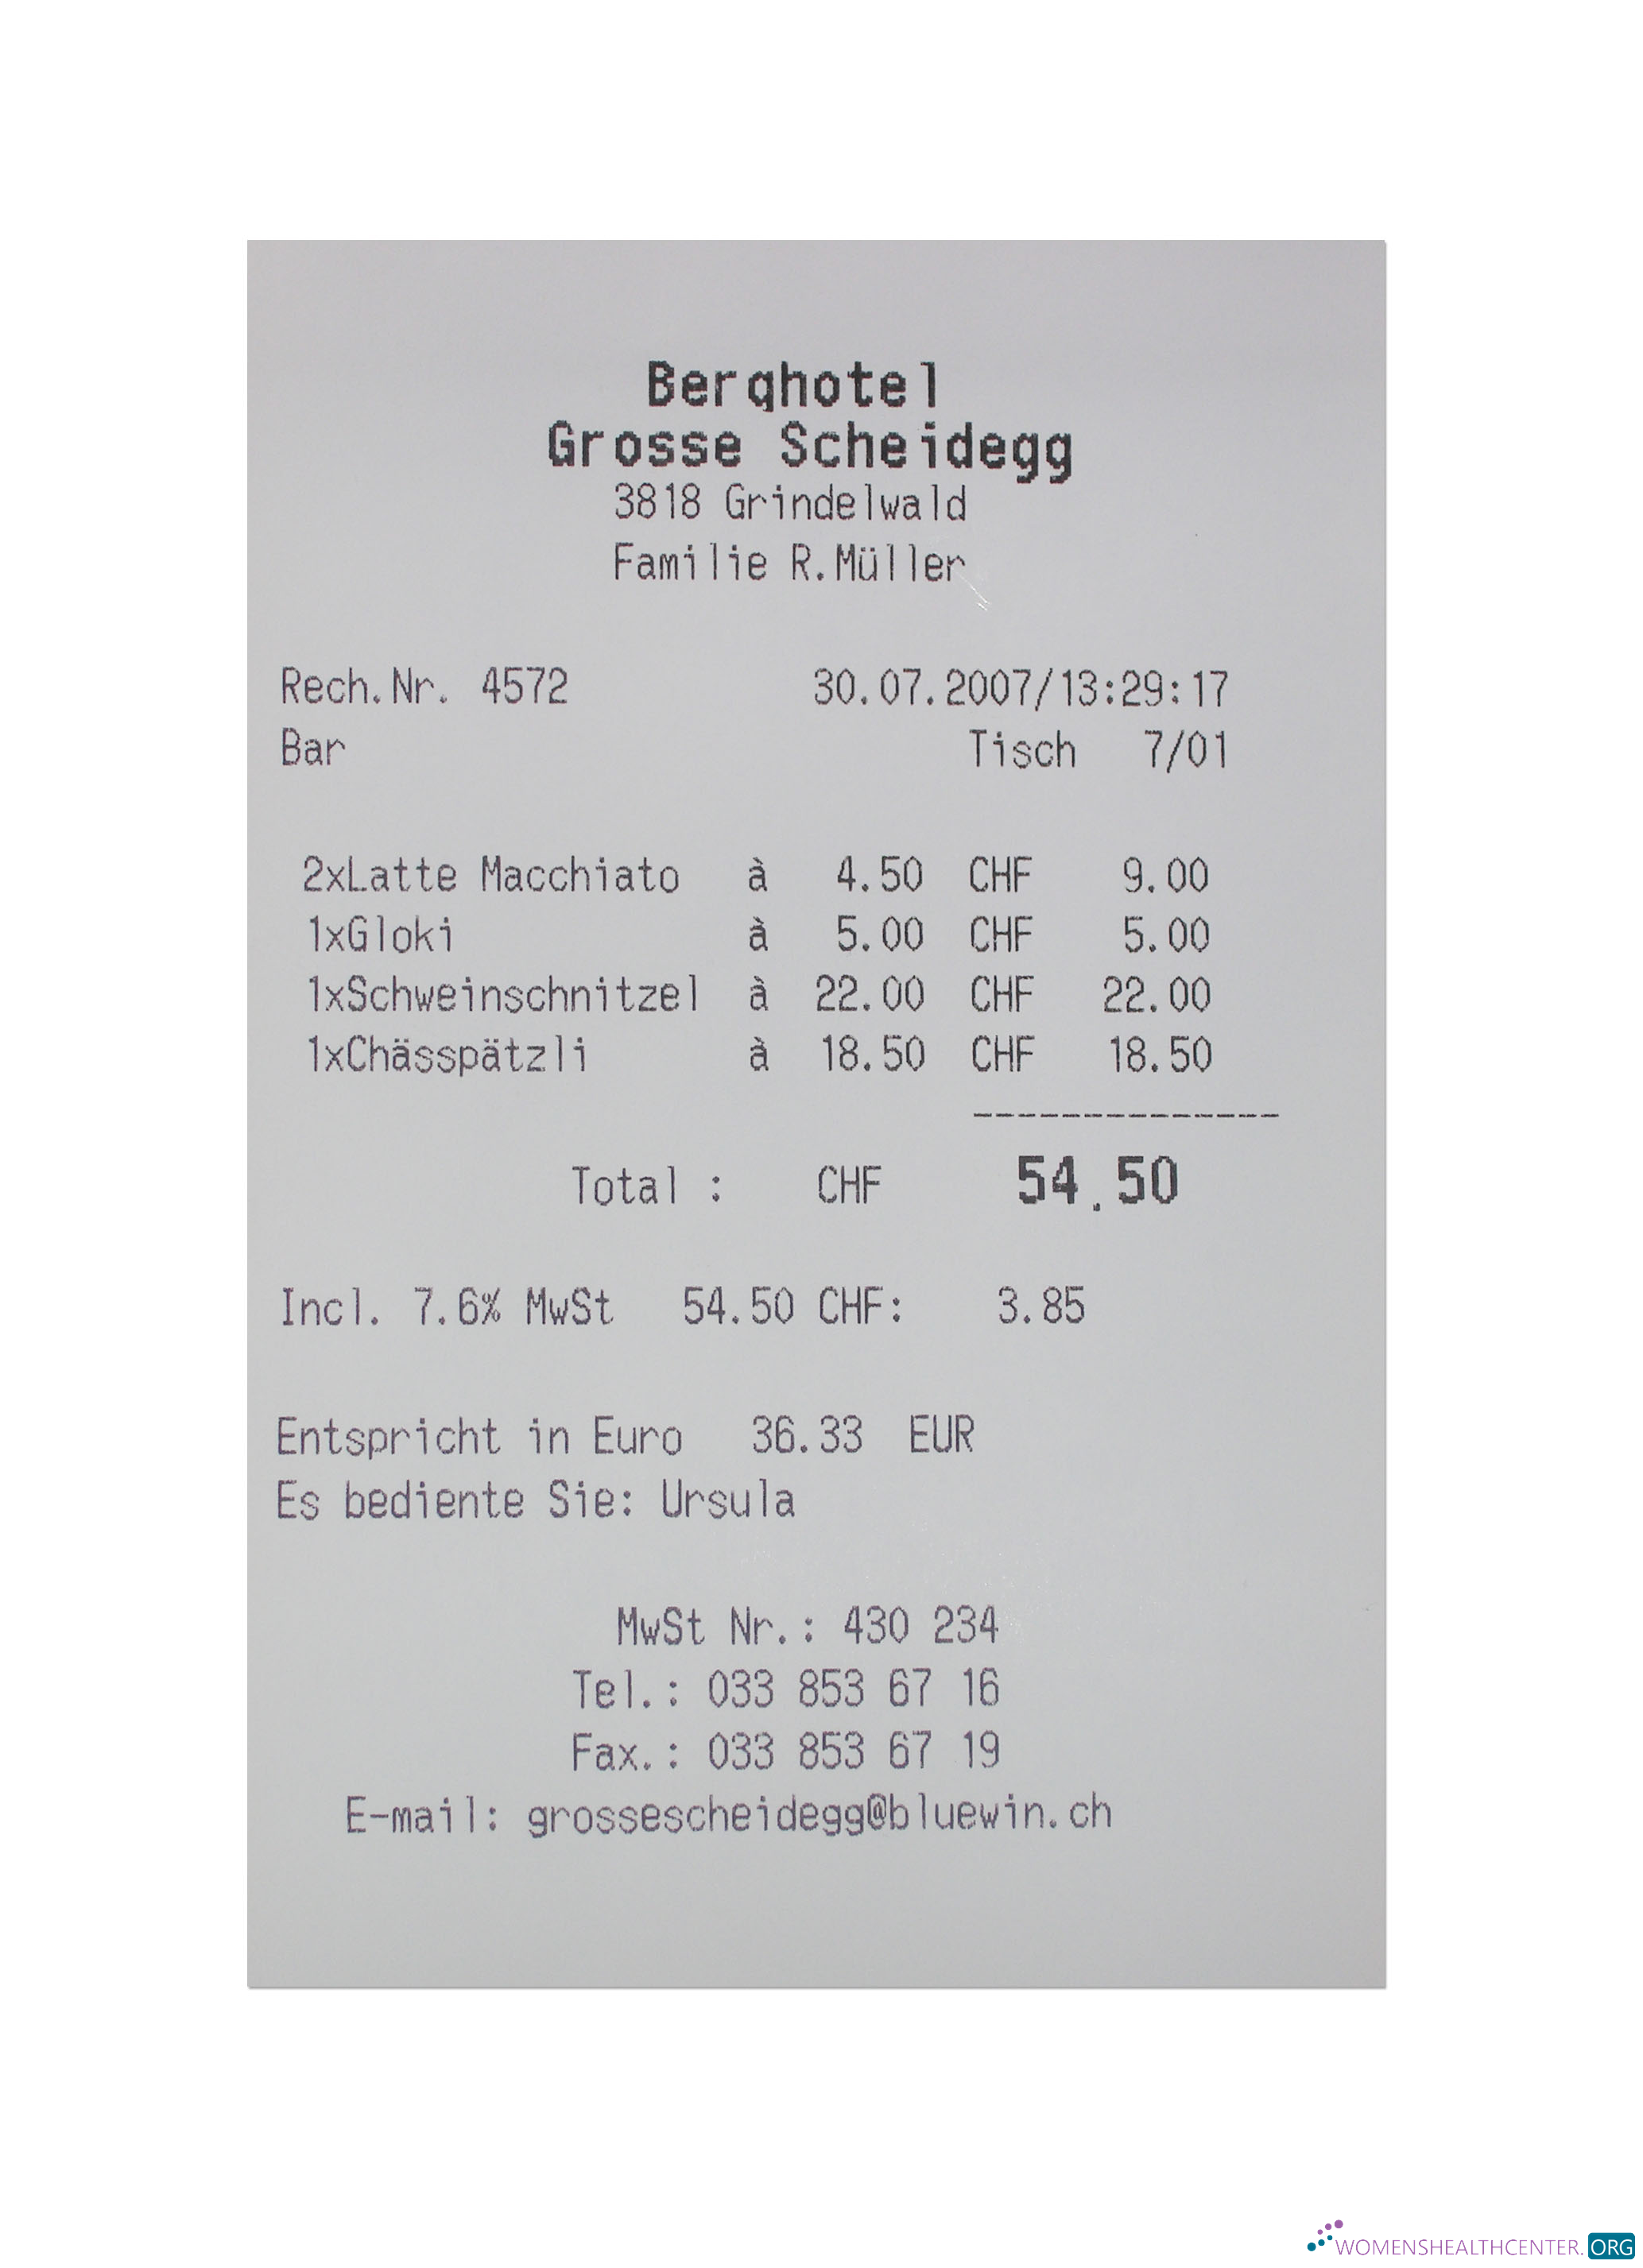 Berghotel
Grosse Scheidegg
3818 Grindelwald
Familie R.Müller
Rech.Nr. 4572 30.07.2007/13:29:17
Bar Tisch 7/01
2xLatte Macchiato à 4.50 CHF 9.00
1xGloki à 5.00 CHF 5.00
1xSchweinschnitzel à 22.00 CHF 22.00
1xChässpätzli à 18.50 CHF 18.50
--------------
Total : CHF 54.50
Incl. 7.6% MwSt 54.50 CHF: 3.85
Entspricht in Euro 36.33 EUR
Es bediente Sie: Ursula
MwSt Nr.: 430 234
Tel.: 033 853 67 16
Fax.: 033 853 67 19
E-mail: grossescheidegg@bluewin.ch
WOMENSHEALTHCENTER.ORG